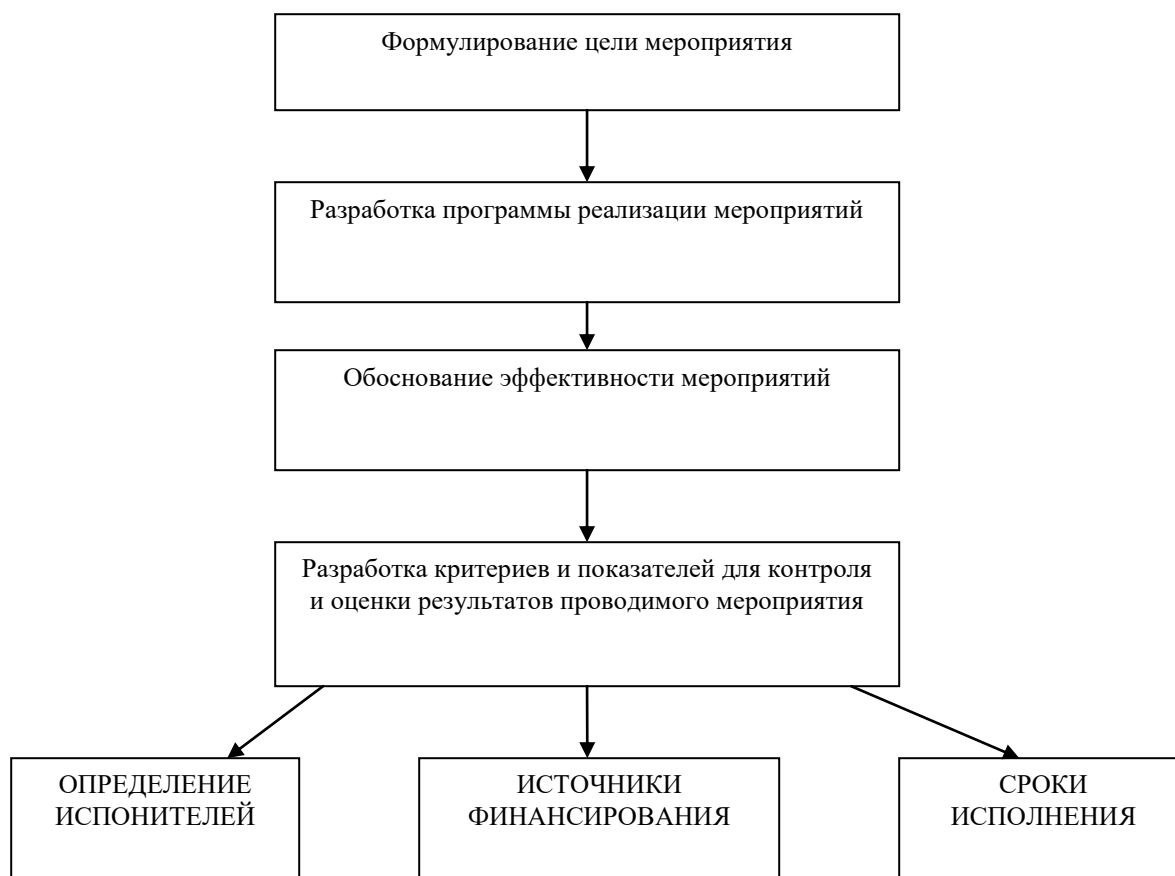 Формулирование цели мероприятия
Разработка программы реализации мероприятий
Обоснование эффективности мероприятий
Разработка критериев и показателей для контроля
и оценки результатов проводимого мероприятия
ОПРЕДЕЛЕНИЕ
ИСПОНИТЕЛЕЙ
ИСТОЧНИКИ
ФИНАНСИРОВАНИЯ
СРОКИ
ИСПОЛНЕНИЯ